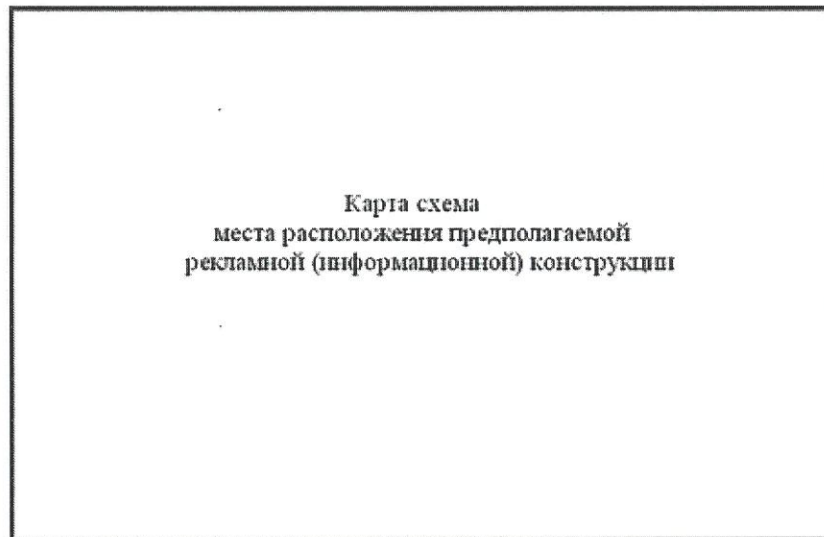 Карта схема
места расположения предполагаемой
рекламной (информационной) конструкции